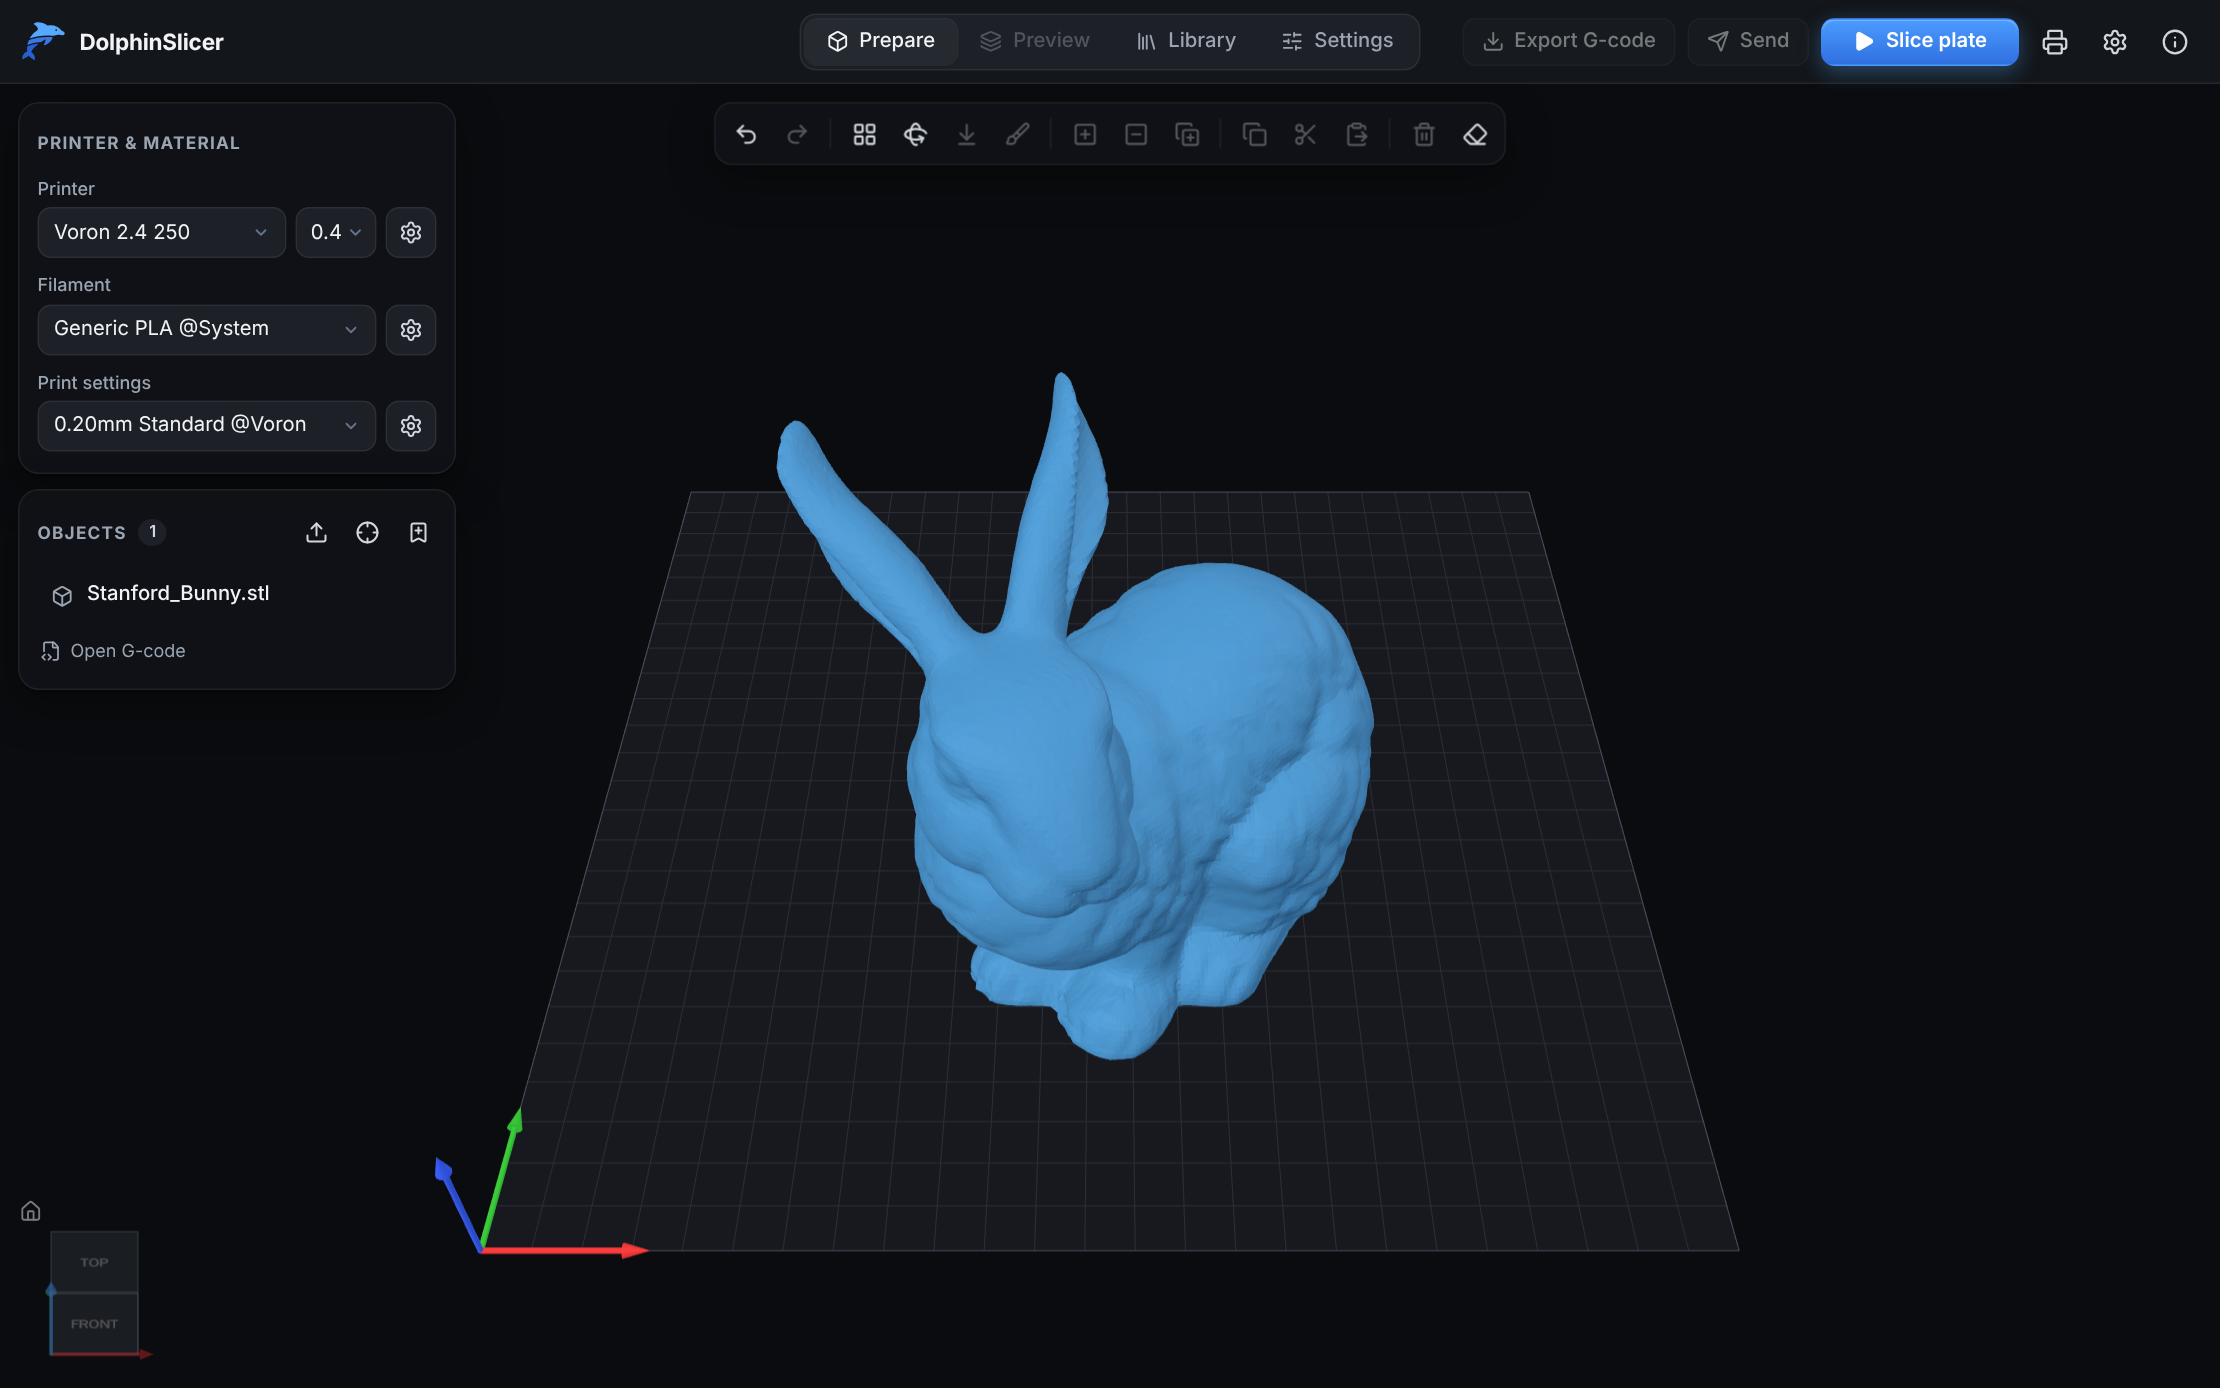 DolphinSlicer
Prepare
Preview
Library
Settings
Export G-code
Send
Slice plate
PRINTER & MATERIAL
Printer
Voron 2.4 250
0.4
Filament
Generic PLA @System
Print settings
0.20mm Standard @Voron
OBJECTS 1
Stanford_Bunny.stl
Open G-code
TOP
FRONT